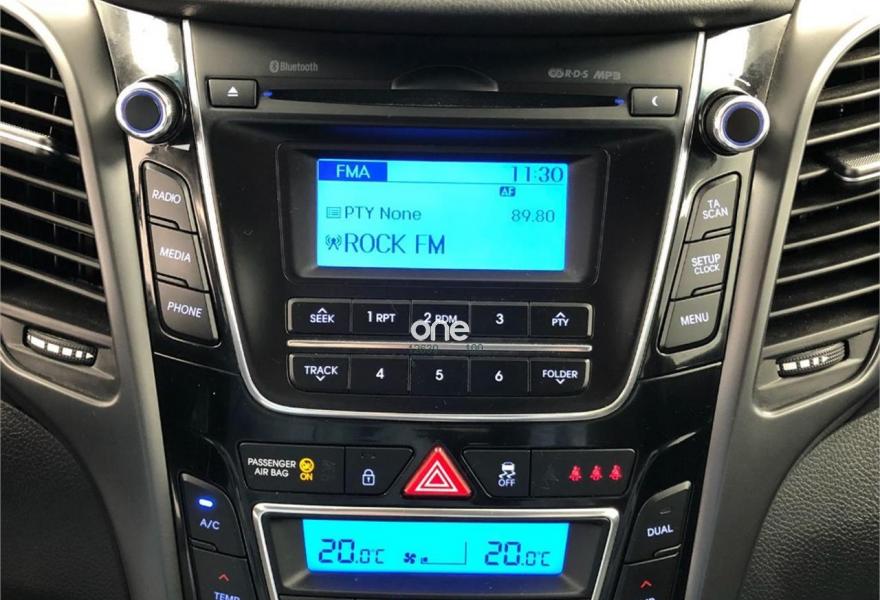 Bluetooth
R·D·S MP3
FMA 11:30
AF
PTY None 89.80
ROCK FM
RADIO
MEDIA
PHONE
TA
SCAN
SETUP
CLOCK
MENU
SEEK 1 RPT 2 RDM 3 PTY
one
TRACK 4 5 6 FOLDER
PASSENGER
AIR BAG ON
OFF
A/C
DUAL
20.0°C 20.0°C
TEMP